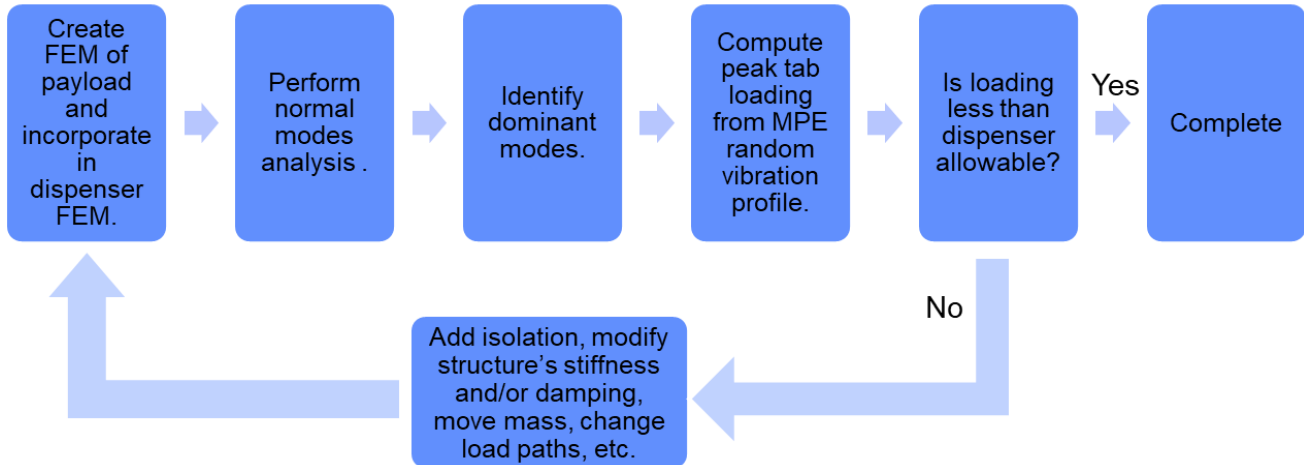 Create
FEM of
payload
and
incorporate
in
dispenser
FEM.
Perform
normal
modes
analysis .
Identify
dominant
modes.
Compute
peak tab
loading
from MPE
random
vibration
profile.
Is loading
less than
dispenser
allowable?
Yes
Complete
No
Add isolation, modify
structure’s stiffness
and/or damping,
move mass, change
load paths, etc.